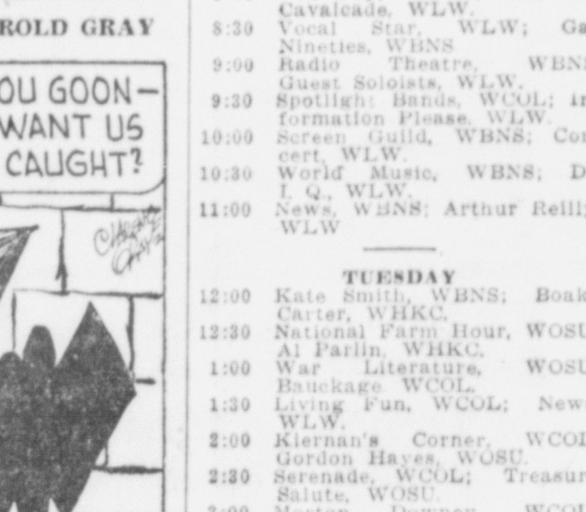 ROLD GRAY
OU GOON—
WANT US
CAUGHT?
Cavalcade, WLW.
8:30 Vocal Star, WLW; Ga
Nineties, WBNS
9:00 Radio Theatre, WBNS
Guest Soloists, WLW.
9:30 Spotlight Bands, WCOL; In
formation Please, WLW.
10:00 Screen Guild, WBNS; Con
cert, WLW.
10:30 World Music, WBNS; D
I. Q., WLW.
11:00 News, WBNS; Arthur Reilly
WLW
TUESDAY
12:00 Kate Smith, WBNS; Boak
Carter, WHKC.
12:30 National Farm Hour, WOSU
Al Parlin, WHKC.
1:00 War Literature, WOSU
Bauckage WCOL.
1:30 Living Fun, WCOL; New
WLW.
2:00 Kiernan's Corner, WCOL
Gordon Hayes, WOSU.
2:30 Serenade, WCOL; Treasur
Salute, WOSU.